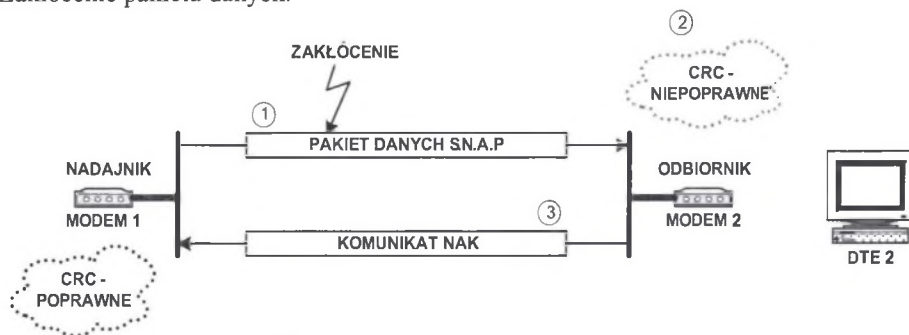 Zakłócenie pakietu danych.
2
ZAKŁÓCENIE
CRC -
NIEPOPRAWNE
1
PAKIET DANYCH S.N.A.P
NADAJNIK
ODBIORNIK
MODEM 1
MODEM 2
3
KOMUNIKAT NAK
DTE 2
CRC -
POPRAWNE